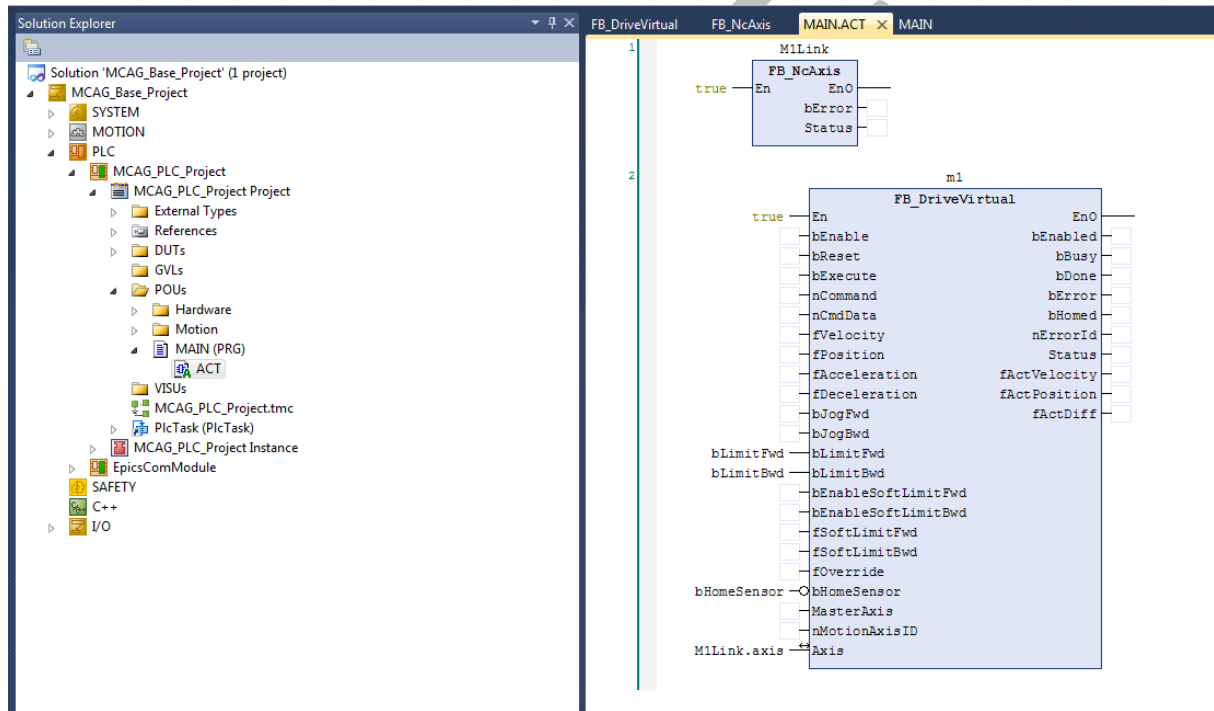 Solution Explorer
Solution 'MCAG_Base_Project' (1 project)
MCAG_Base_Project
SYSTEM
MOTION
PLC
MCAG_PLC_Project
MCAG_PLC_Project Project
External Types
References
DUTs
GVLs
POUs
Hardware
Motion
MAIN (PRG)
ACT
VISUs
MCAG_PLC_Project.tmc
PlcTask (PlcTask)
MCAG_PLC_Project Instance
EpicsComModule
SAFETY
C++
I/O
FB_DriveVirtual FB_NcAxis MAIN.ACT MAIN
1 M1Link
FB_NcAxis
true En EnO
bError
Status
2 m1
FB_DriveVirtual
true En EnO
bEnable bEnabled
bReset bBusy
bExecute bDone
nCommand bError
nCmdData bHomed
fVelocity nErrorId
fPosition Status
fAcceleration fActVelocity
fDeceleration fActPosition
bJogFwd fActDiff
bJogBwd
bLimitFwd bLimitFwd
bLimitBwd bLimitBwd
bEnableSoftLimitFwd
bEnableSoftLimitBwd
fSoftLimitFwd
fSoftLimitBwd
fOverride
bHomeSensor bHomeSensor
MasterAxis
nMotionAxisID
M1Link.axis Axis